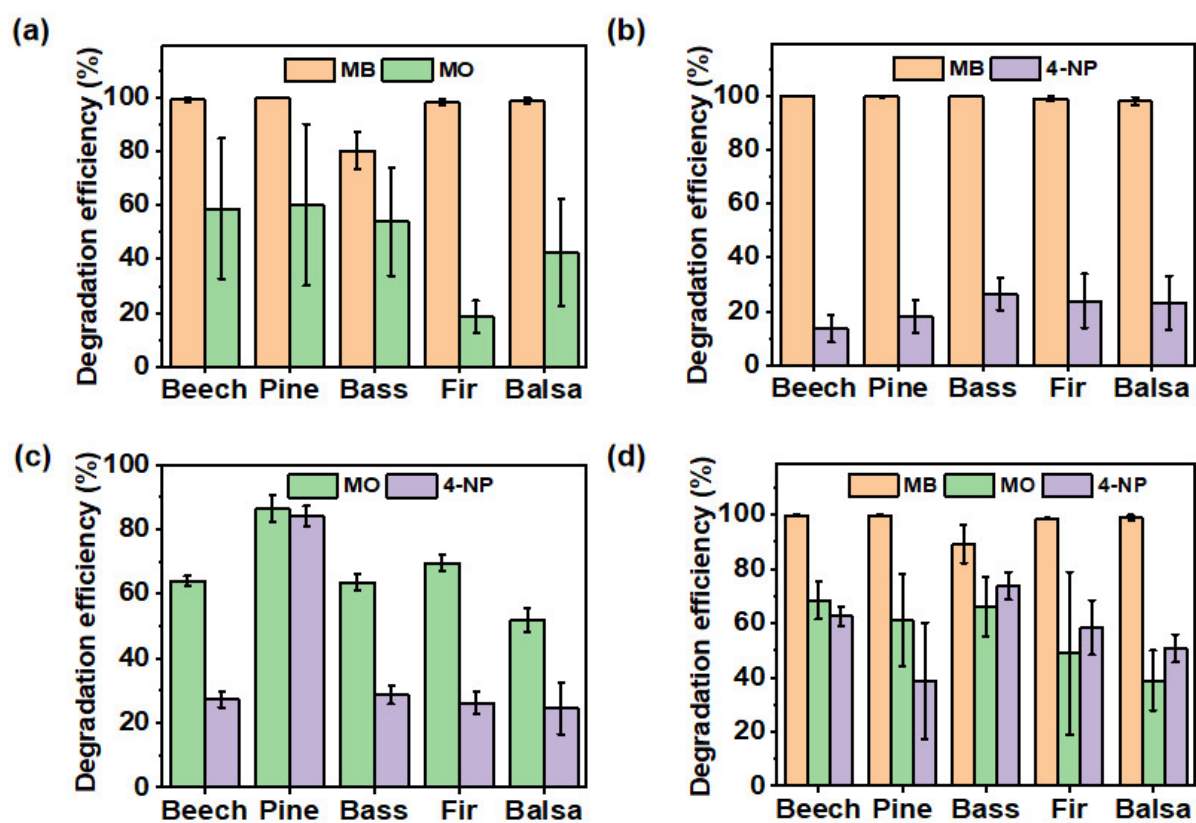 (a)
Degradation efficiency (%)
MB MO
100
80
60
40
20
0
Beech Pine Bass Fir Balsa
(b)
Degradation efficiency (%)
MB 4-NP
100
80
60
40
20
0
Beech Pine Bass Fir Balsa
(c)
Degradation efficiency (%)
MO 4-NP
100
80
60
40
20
0
Beech Pine Bass Fir Balsa
(d)
Degradation efficiency (%)
MB MO 4-NP
100
80
60
40
20
0
Beech Pine Bass Fir Balsa